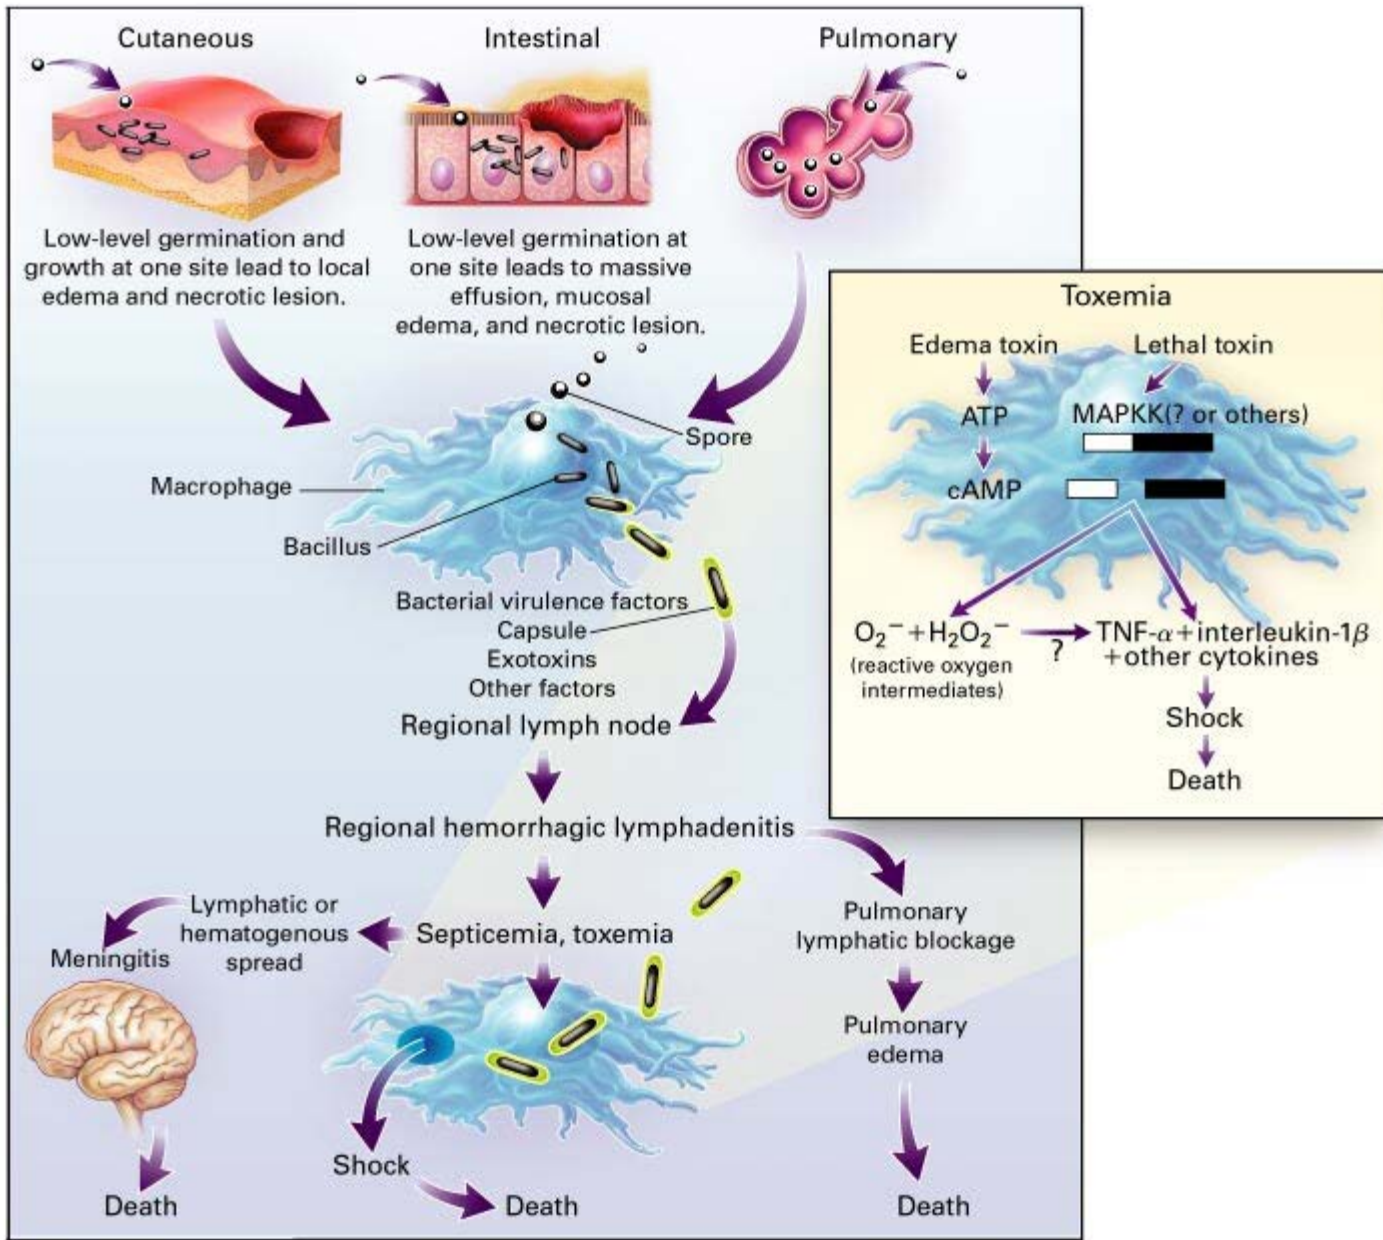 Cutaneous
Low-level germination and
growth at one site lead to local
edema and necrotic lesion.
Intestinal
Low-level germination at
one site leads to massive
effusion, mucosal
edema, and necrotic lesion.
Pulmonary
Spore
Macrophage
Bacillus
Bacterial virulence factors
Capsule
Exotoxins
Other factors
Regional lymph node
Regional hemorrhagic lymphadenitis
Septicemia, toxemia
Lymphatic or
hematogenous
spread
Meningitis
Death
Shock
Death
Pulmonary
lymphatic blockage
Pulmonary
edema
Death
Toxemia
Edema toxin
ATP
cAMP
Lethal toxin
MAPKK(? or others)
O₂⁻+H₂O₂⁻
(reactive oxygen
intermediates)
?
TNF-α+interleukin-1β
+other cytokines
Shock
Death